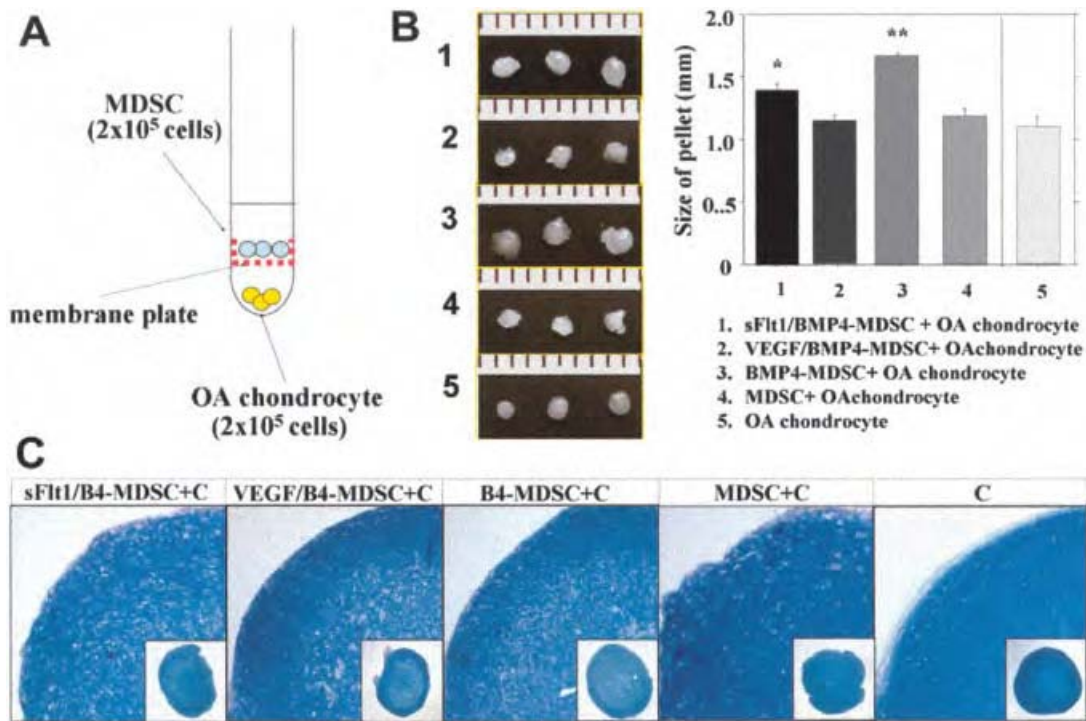 A
MDSC
(2x10⁵ cells)
membrane plate
OA chondrocyte
(2x10⁵ cells)
B
1
2
3
4
5
Size of pellet (mm)
2.0
1.5
1.0
0..5
0
*
**
1 2 3 4 5
1. sFlt1/BMP4-MDSC + OA chondrocyte
2. VEGF/BMP4-MDSC+ OAchondrocyte
3. BMP4-MDSC+ OA chondrocyte
4. MDSC+ OAchondrocyte
5. OA chondrocyte
C
sFlt1/B4-MDSC+C VEGF/B4-MDSC+C B4-MDSC+C MDSC+C C